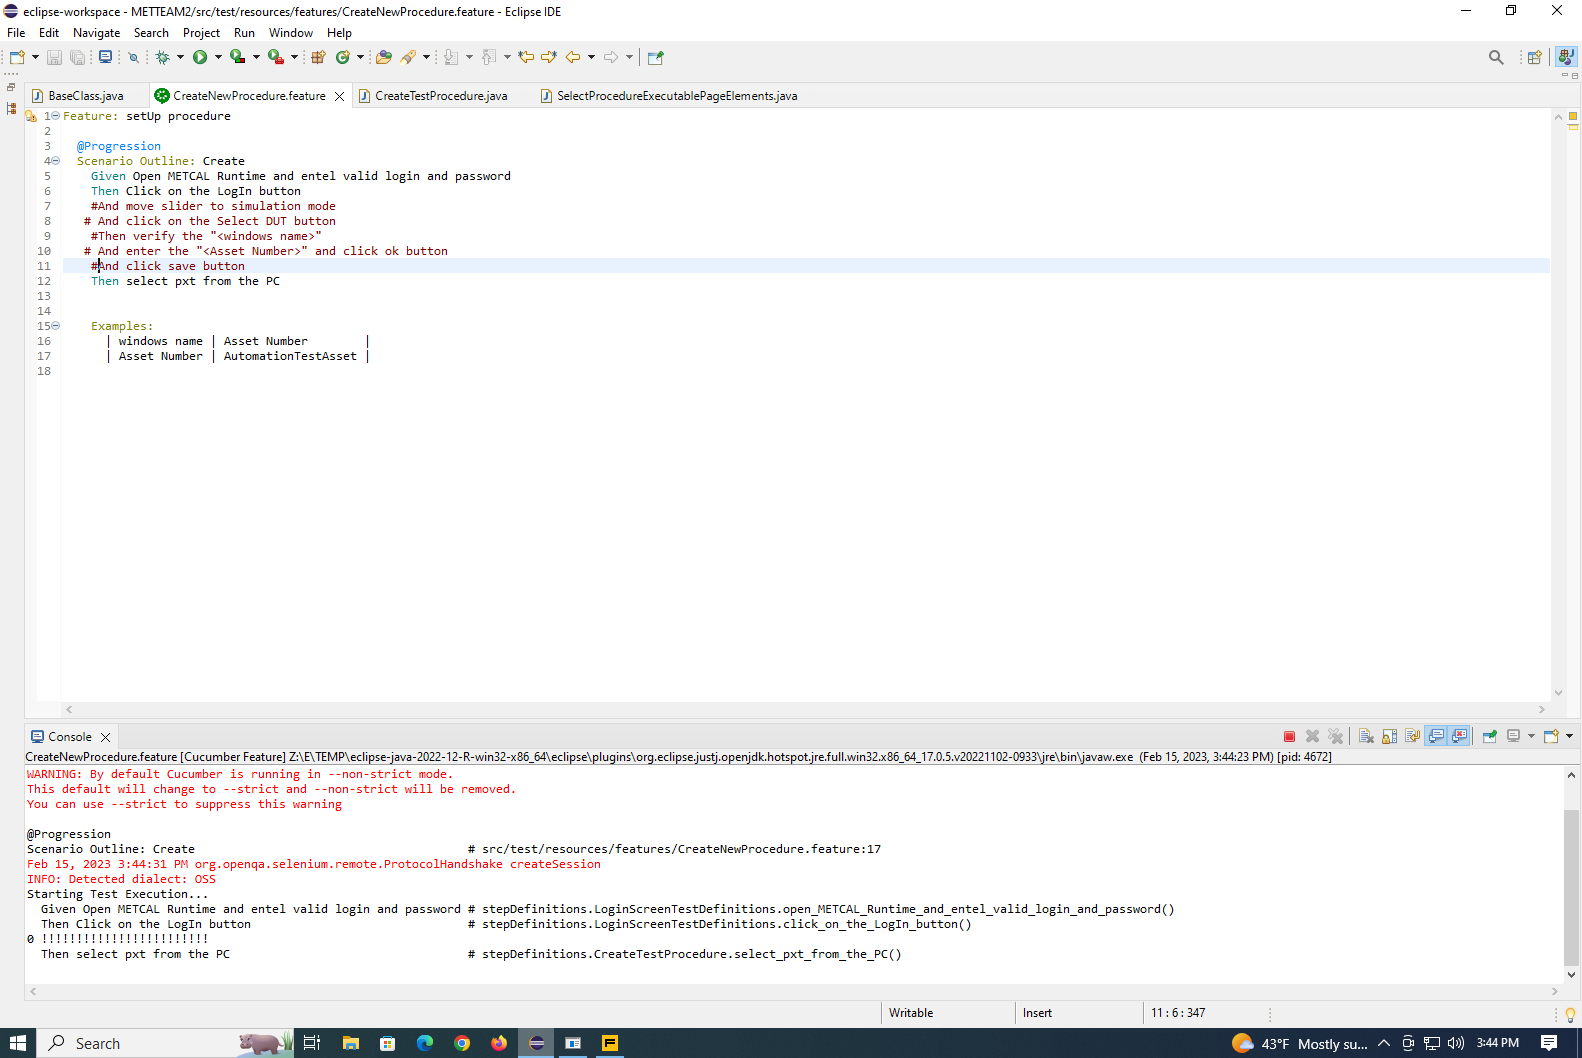 eclipse-workspace - METTEAM2/src/test/resources/features/CreateNewProcedure.feature - Eclipse IDE
File Edit Navigate Search Project Run Window Help
BaseClass.java CreateNewProcedure.feature CreateTestProcedure.java SelectProcedureExecutablePageElements.java
1 Feature: setUp procedure
2
3 @Progression
4 Scenario Outline: Create
5 Given Open METCAL Runtime and entel valid login and password
6 Then Click on the LogIn button
7 #And move slider to simulation mode
8 # And click on the Select DUT button
9 #Then verify the "<windows name>"
10 # And enter the "<Asset Number>" and click ok button
11 #And click save button
12 Then select pxt from the PC
13
14
15 Examples:
16 | windows name | Asset Number |
17 | Asset Number | AutomationTestAsset |
18
Console
CreateNewProcedure.feature [Cucumber Feature] Z:\E\TEMP\eclipse-java-2022-12-R-win32-x86_64\eclipse\plugins\org.eclipse.justj.openjdk.hotspot.jre.full.win32.x86_64_17.0.5.v20221102-0933\jre\bin\javaw.exe (Feb 15, 2023, 3:44:23 PM) [pid: 4672]
WARNING: By default Cucumber is running in --non-strict mode.
This default will change to --strict and --non-strict will be removed.
You can use --strict to suppress this warning
@Progression
Scenario Outline: Create # src/test/resources/features/CreateNewProcedure.feature:17
Feb 15, 2023 3:44:31 PM org.openqa.selenium.remote.ProtocolHandshake createSession
INFO: Detected dialect: OSS
Starting Test Execution...
Given Open METCAL Runtime and entel valid login and password # stepDefinitions.LoginScreenTestDefinitions.open_METCAL_Runtime_and_entel_valid_login_and_password()
Then Click on the LogIn button # stepDefinitions.LoginScreenTestDefinitions.click_on_the_LogIn_button()
0 !!!!!!!!!!!!!!!!!!!!!!!!
Then select pxt from the PC # stepDefinitions.CreateTestProcedure.select_pxt_from_the_PC()
Writable Insert 11 : 6 : 347
Search 43°F Mostly su... 3:44 PM